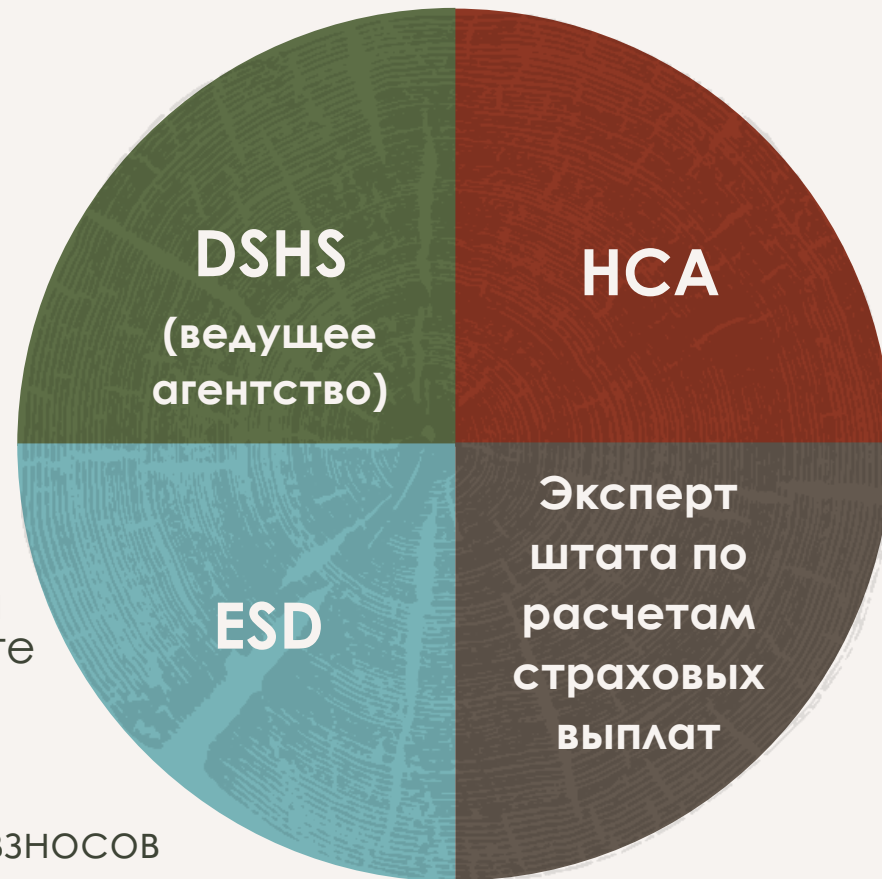 DSHS
(ведущее
агентство)
HCA
ESD
Эксперт
штата по
расчетам
страховых
выплат